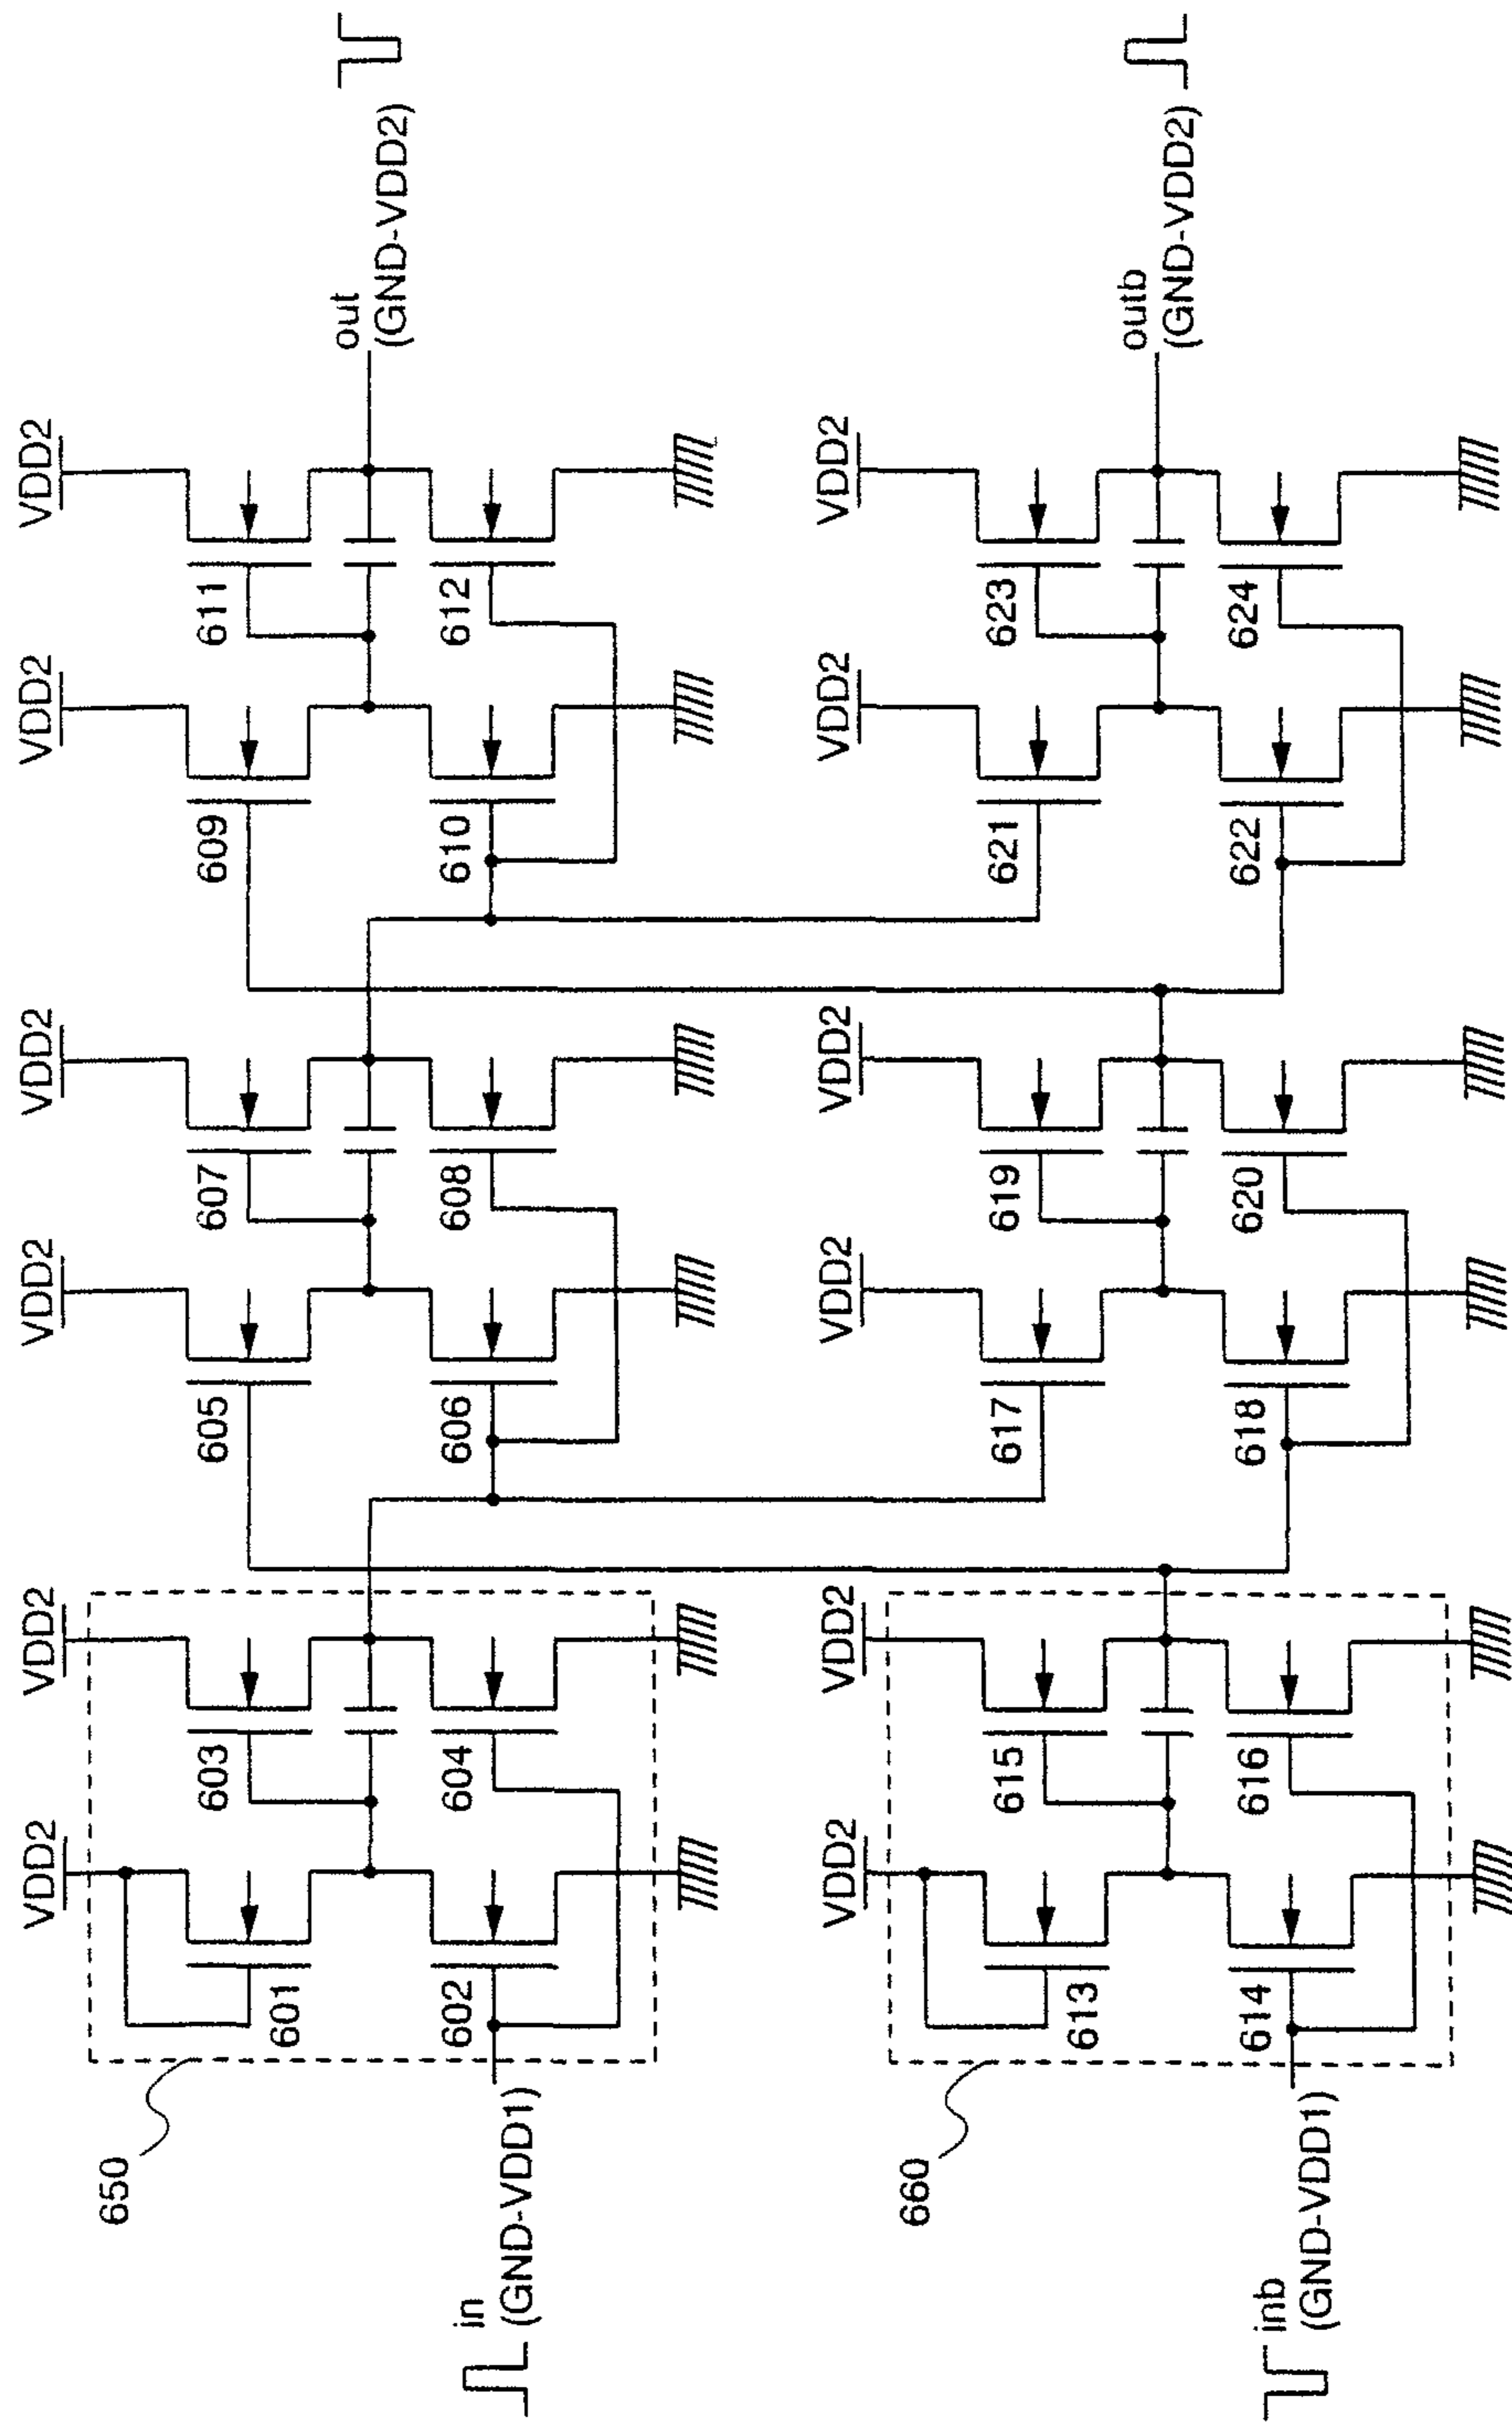 VDD2
VDD2
VDD2
VDD2
VDD2
VDD2
650
601
603
605
607
609
611
602
604
606
608
610
612
in
(GND-VDD1)
out
(GND-VDD2)
VDD2
VDD2
VDD2
VDD2
VDD2
VDD2
660
613
615
617
619
621
623
614
616
618
620
622
624
inb
(GND-VDD1)
outb
(GND-VDD2)